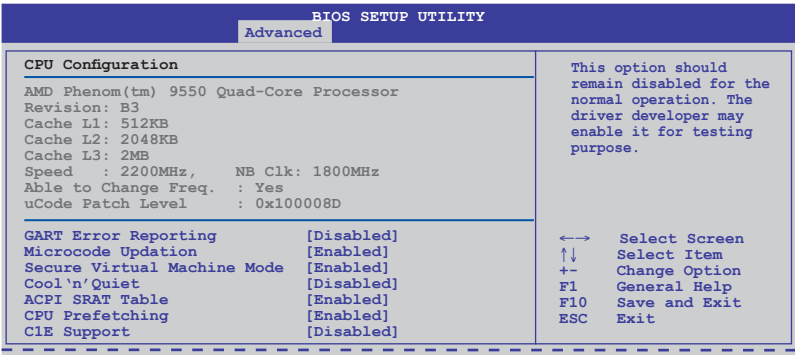 BIOS SETUP UTILITY
Advanced
CPU Configuration
AMD Phenom(tm) 9550 Quad-Core Processor
Revision: B3
Cache L1: 512KB
Cache L2: 2048KB
Cache L3: 2MB
Speed : 2200MHz, NB Clk: 1800MHz
Able to Change Freq. : Yes
uCode Patch Level : 0x100008D
GART Error Reporting [Disabled]
Microcode Updation [Enabled]
Secure Virtual Machine Mode [Enabled]
Cool‵n′Quiet [Disabled]
ACPI SRAT Table [Enabled]
CPU Prefetching [Enabled]
C1E Support [Disabled]
This option should
remain disabled for the
normal operation. The
driver developer may
enable it for testing
purpose.
←→ Select Screen
↑↓ Select Item
+- Change Option
F1 General Help
F10 Save and Exit
ESC Exit